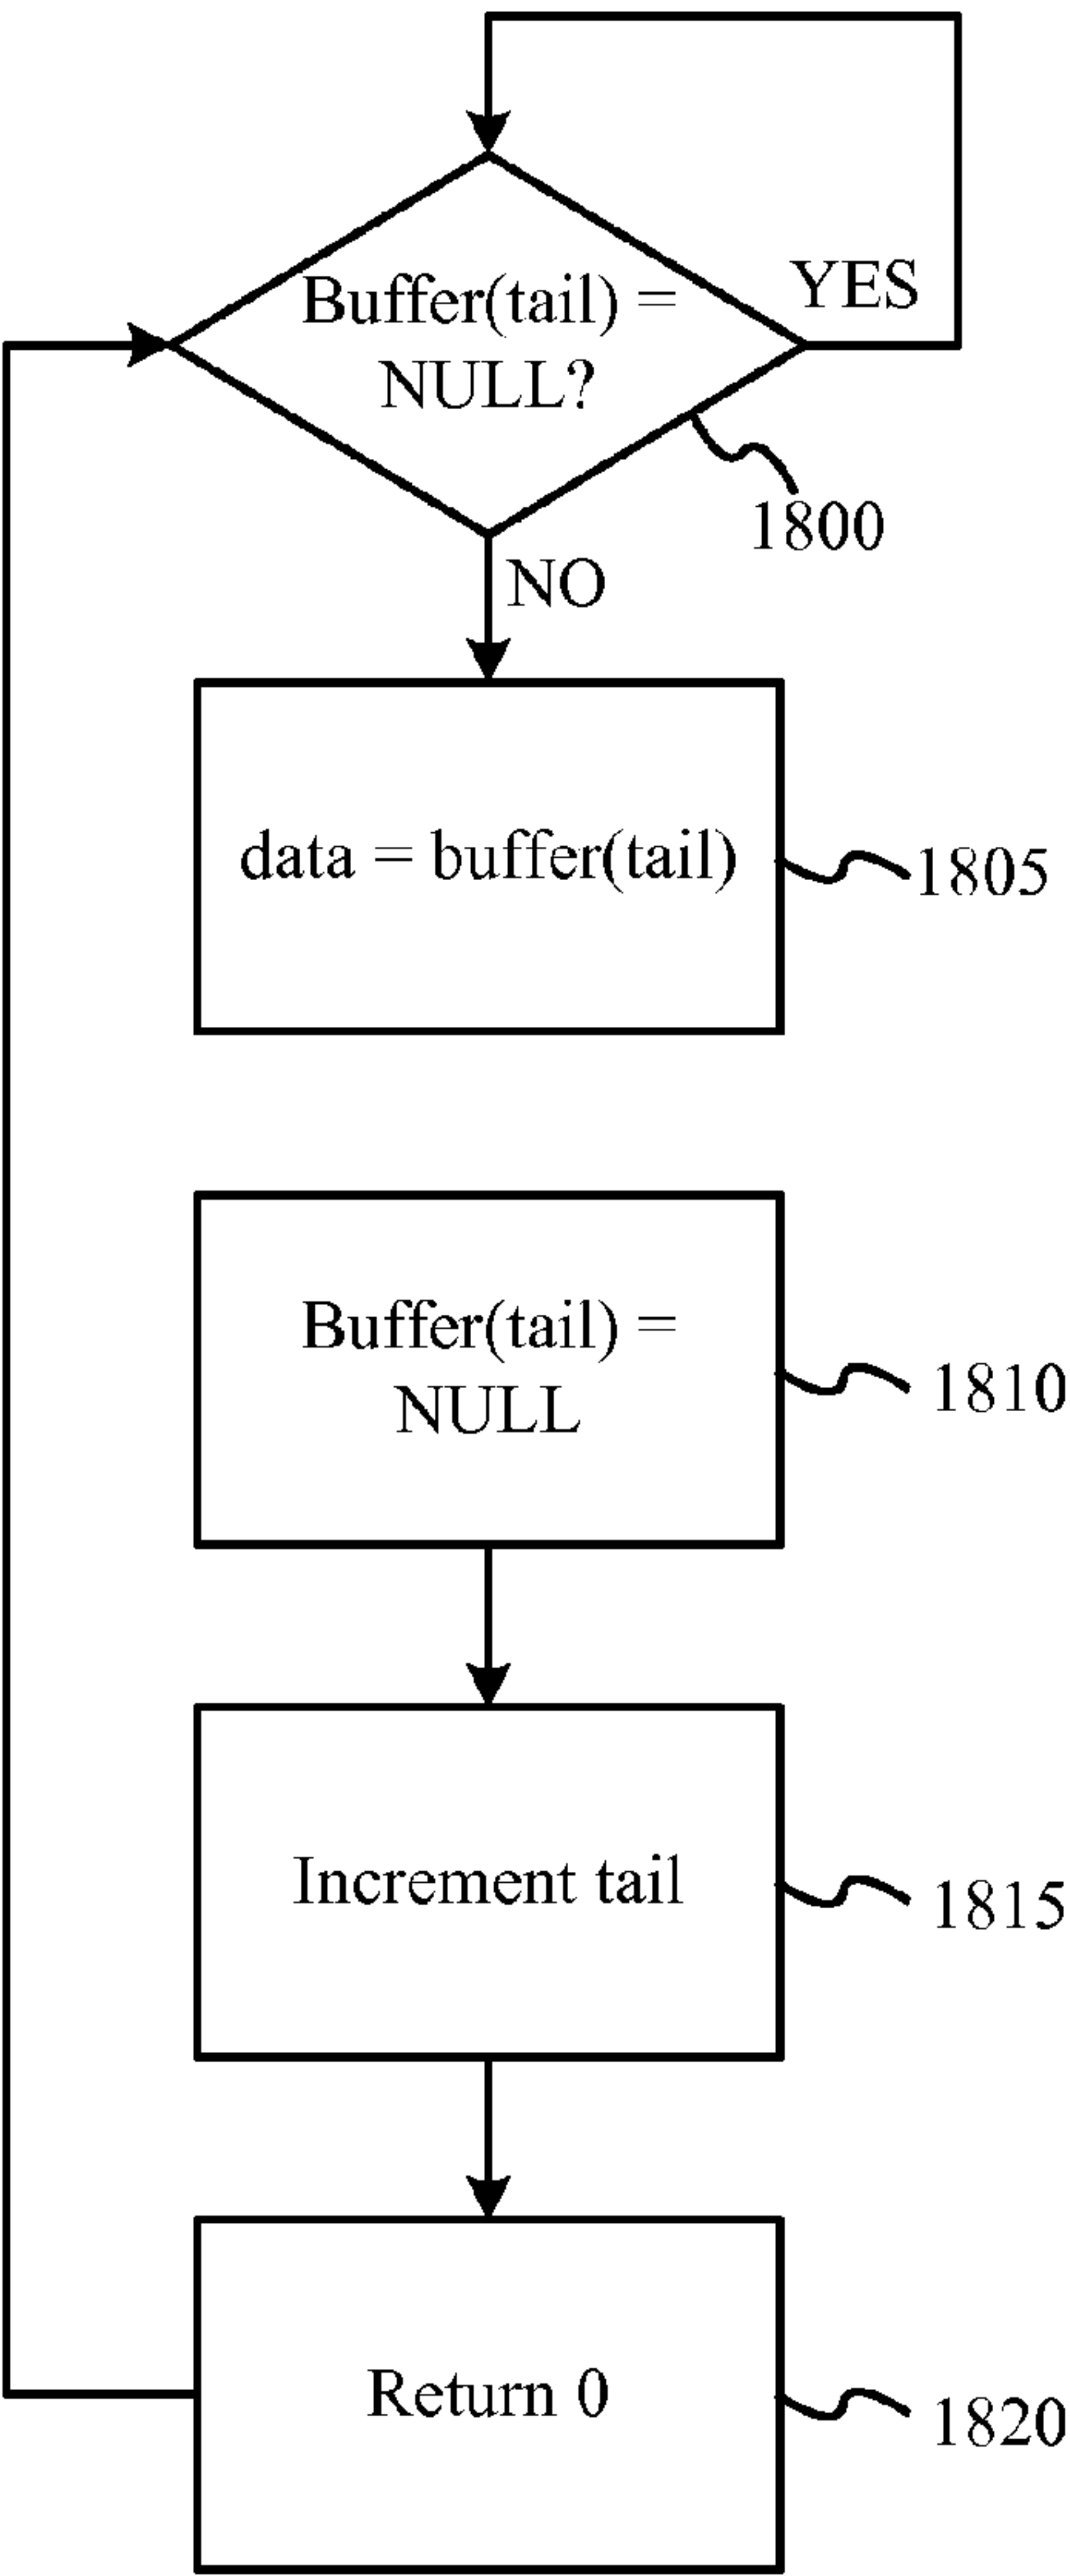 Buffer(tail) =
NULL?
YES
1800
NO
data = buffer(tail)
1805
Buffer(tail) =
NULL
1810
Increment tail
1815
Return 0
1820